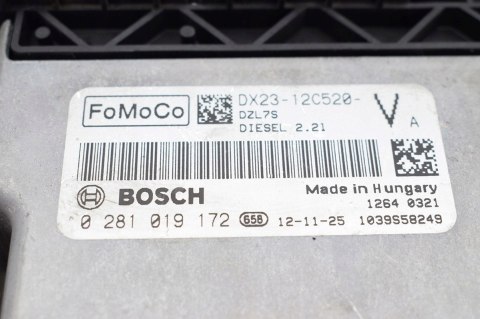 FoMoCo
DX23-12C520- V A
DZL7S
DIESEL 2.2l
BOSCH
Made in Hungary
1264 0321
0 281 019 172 658 12-11-25 1039S58249